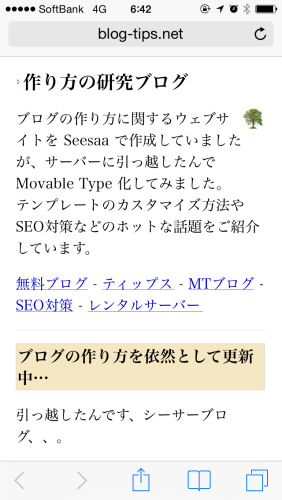 SoftBank 4G 6:42
blog-tips.net
作り方の研究ブログ
ブログの作り方に関するウェブサ
イトを Seesaa で作成していました
が、サーバーに引っ越したんで
Movable Type 化してみました。
テンプレートのカスタマイズ方法や
SEO対策などのホットな話題をご紹介
しています。
無料ブログ - ティップス - MTブログ -
SEO対策 - レンタルサーバー
ブログの作り方を依然として更新
中…
引っ越したんです、シーサーブロ
グ、、。